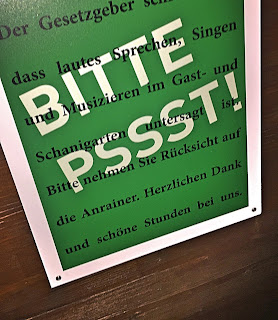 Der Gesetzgeber
dass lautes Sprechen, Singen
BITTE
und Musizieren im Gast- und
Schanigarten untersagt ist.
PSSST!
Bitte nehmen Sie Rücksicht auf
die Anrainer. Herzlichen Dank
und schöne Stunden bei uns.